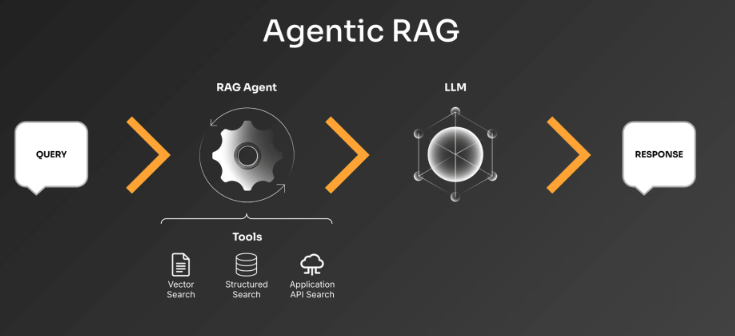 Agentic RAG
RAG Agent
LLM
QUERY
RESPONSE
Tools
Vector
Search
Structured
Search
Application
API Search